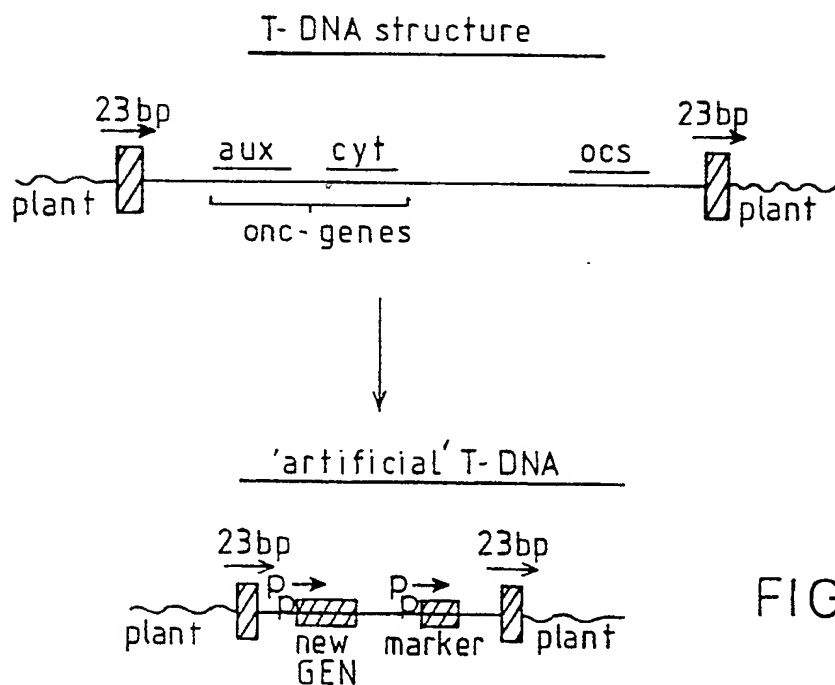 T-DNA structure
23bp 23bp
aux cyt ocs
plant plant
onc-genes
'artificial' T-DNA
23bp 23bp
p p
p p
plant new marker plant
GEN
FIG